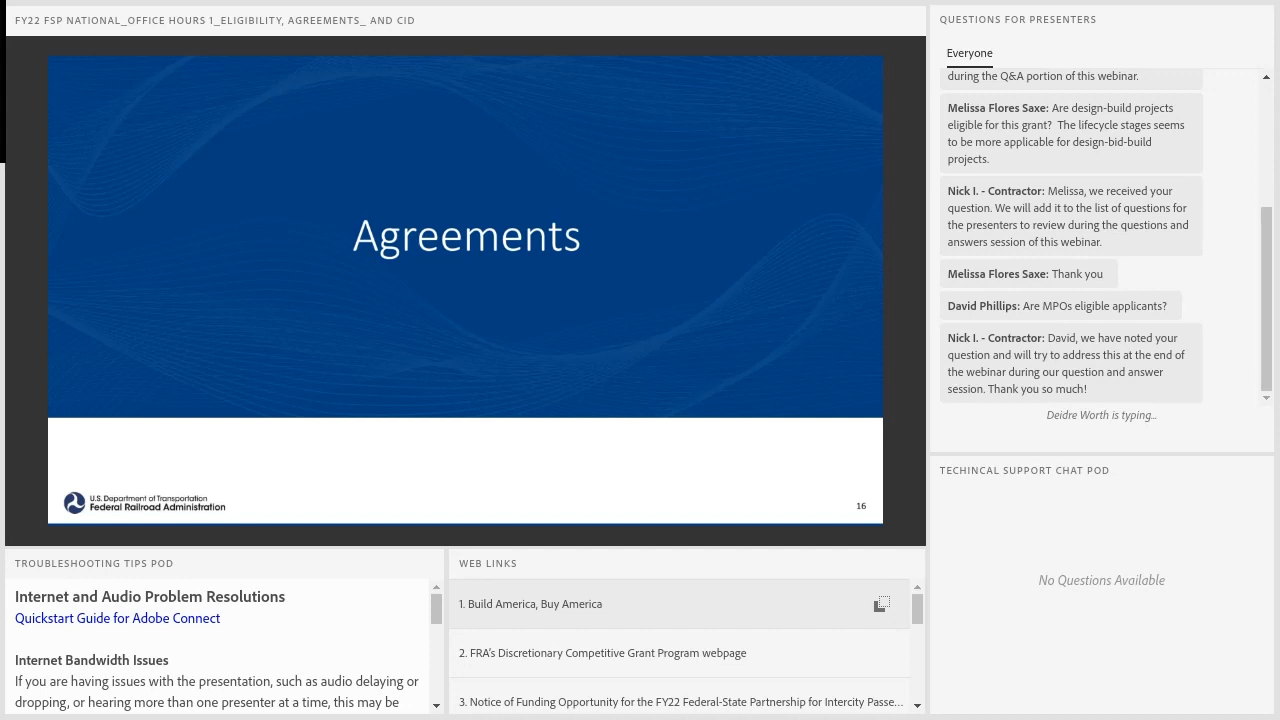 FY22 FSP NATIONAL_OFFICE HOURS 1_ELIGIBILITY, AGREEMENTS_ AND CID
Agreements
U.S. Department of Transportation
Federal Railroad Administration
16
QUESTIONS FOR PRESENTERS
Everyone
during the Q&A portion of this webinar.
Melissa Flores Saxe: Are design-build projects
eligible for this grant?  The lifecycle stages seems
to be more applicable for design-bid-build
projects.
Nick I. - Contractor: Melissa, we received your
question. We will add it to the list of questions for
the presenters to review during the questions and
answers session of this webinar.
Melissa Flores Saxe: Thank you
David Phillips: Are MPOs eligible applicants?
Nick I. - Contractor: David, we have noted your
question and will try to address this at the end of
the webinar during our question and answer
session. Thank you so much!
Deidre Worth is typing...
TECHINCAL SUPPORT CHAT POD
No Questions Available
TROUBLESHOOTING TIPS POD
Internet and Audio Problem Resolutions
Quickstart Guide for Adobe Connect
Internet Bandwidth Issues
If you are having issues with the presentation, such as audio delaying or
dropping, or hearing more than one presenter at a time, this may be
WEB LINKS
1. Build America, Buy America
2. FRA's Discretionary Competitive Grant Program webpage
3. Notice of Funding Opportunity for the FY22 Federal-State Partnership for Intercity Passe...